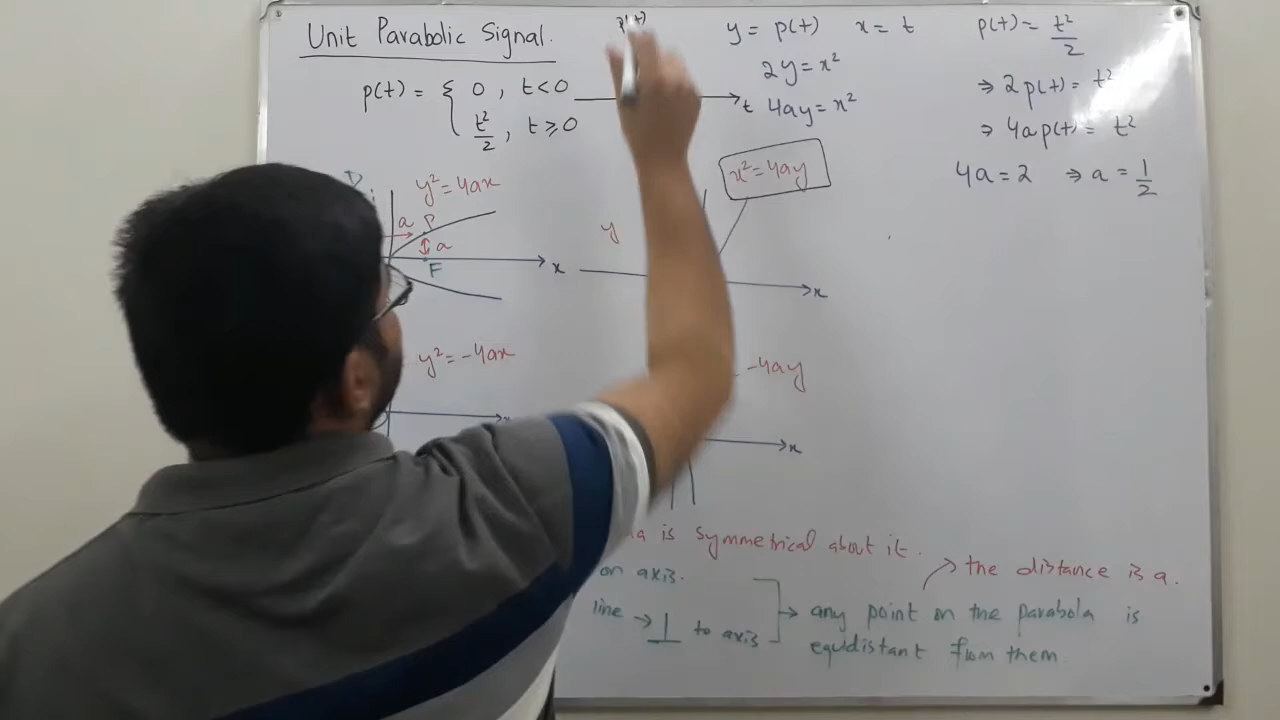 Unit Parabolic Signal.
p(t) = { 0 , t<0
t²/2 , t≥0
p(t)
t
y = p(t) x = t
2y = x²
4ay = x²
p(t) = t²/2
⇒ 2p(t) = t²
⇒ 4ap(t) = t²
4a = 2 ⇒ a = 1/2
D
y² = 4ax
a P
a
F
x
x² = 4ay
y
x
y² = -4ax
x
-4ay
x
is symmetrical about it.
on axis.
the distance is a.
line → ⊥ to axis
→ any point on the parabola is
equidistant from them.